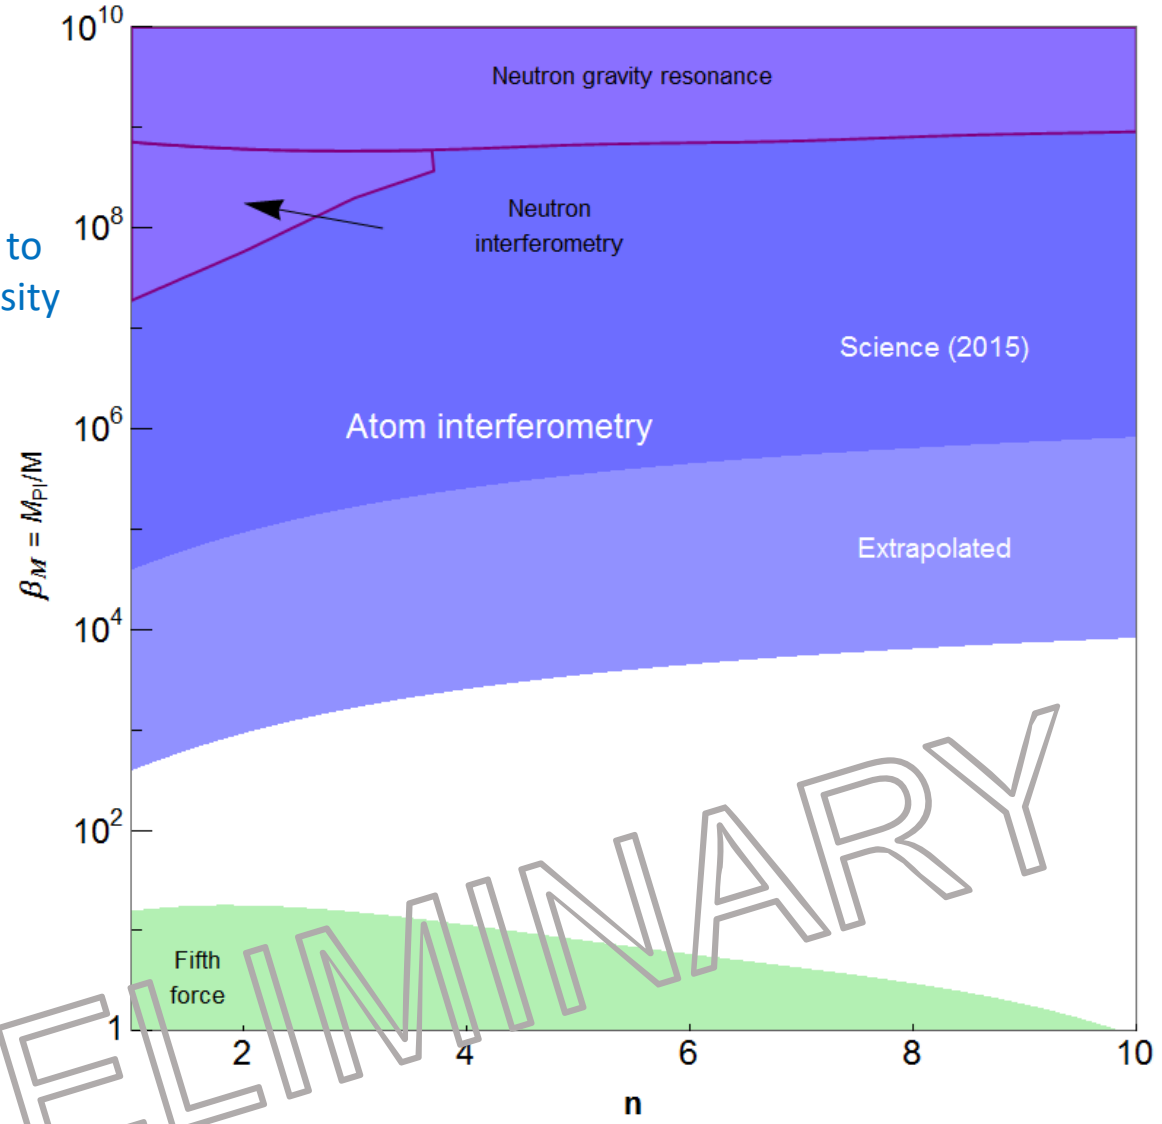 10^10
Neutron gravity resonance
10^8
Neutron
interferometry
to
sity
Science (2015)
10^6
Atom interferometry
β_M = M_Pl/M
Extrapolated
10^4
10^2
Fifth
force
1
2
4
6
8
10
n
ELIMINARY